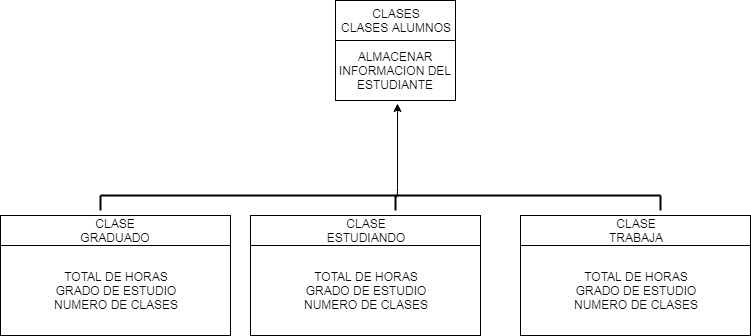 CLASES
CLASES ALUMNOS
ALMACENAR
INFORMACION DEL
ESTUDIANTE
CLASE
GRADUADO
TOTAL DE HORAS
GRADO DE ESTUDIO
NUMERO DE CLASES
CLASE
ESTUDIANDO
TOTAL DE HORAS
GRADO DE ESTUDIO
NUMERO DE CLASES
CLASE
TRABAJA
TOTAL DE HORAS
GRADO DE ESTUDIO
NUMERO DE CLASES